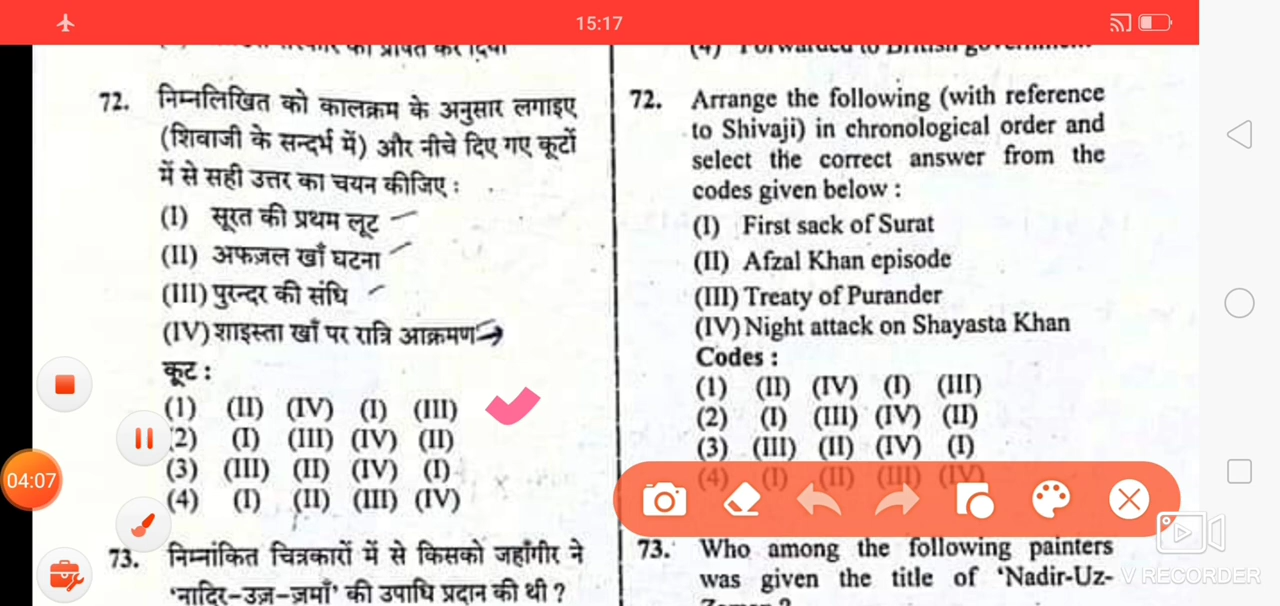 15:17
(4) Forwarded to British government
72. निम्नलिखित को कालक्रम के अनुसार लगाइए
(शिवाजी के सन्दर्भ में) और नीचे दिए गए कूटों
में से सही उत्तर का चयन कीजिए :
(I) सूरत की प्रथम लूट
(II) अफज़ल खाँ घटना
(III) पुरन्दर की संधि
(IV) शाइस्ता खाँ पर रात्रि आक्रमण
कूट :
(1) (II) (IV) (I) (III)
(2) (I) (III) (IV) (II)
(3) (III) (II) (IV) (I)
(4) (I) (II) (III) (IV)
73. निम्नांकित चित्रकारों में से किसको जहाँगीर ने
'नादिर-उज़-ज़माँ' की उपाधि प्रदान की थी ?
72. Arrange the following (with reference
to Shivaji) in chronological order and
select the correct answer from the
codes given below :
(I) First sack of Surat
(II) Afzal Khan episode
(III) Treaty of Purander
(IV) Night attack on Shayasta Khan
Codes :
(1) (II) (IV) (I) (III)
(2) (I) (III) (IV) (II)
(3) (III) (II) (IV) (I)
(4) (I) (II) (III) (IV)
73. Who among the following painters
was given the title of 'Nadir-Uz-
04:07
V RECORDER